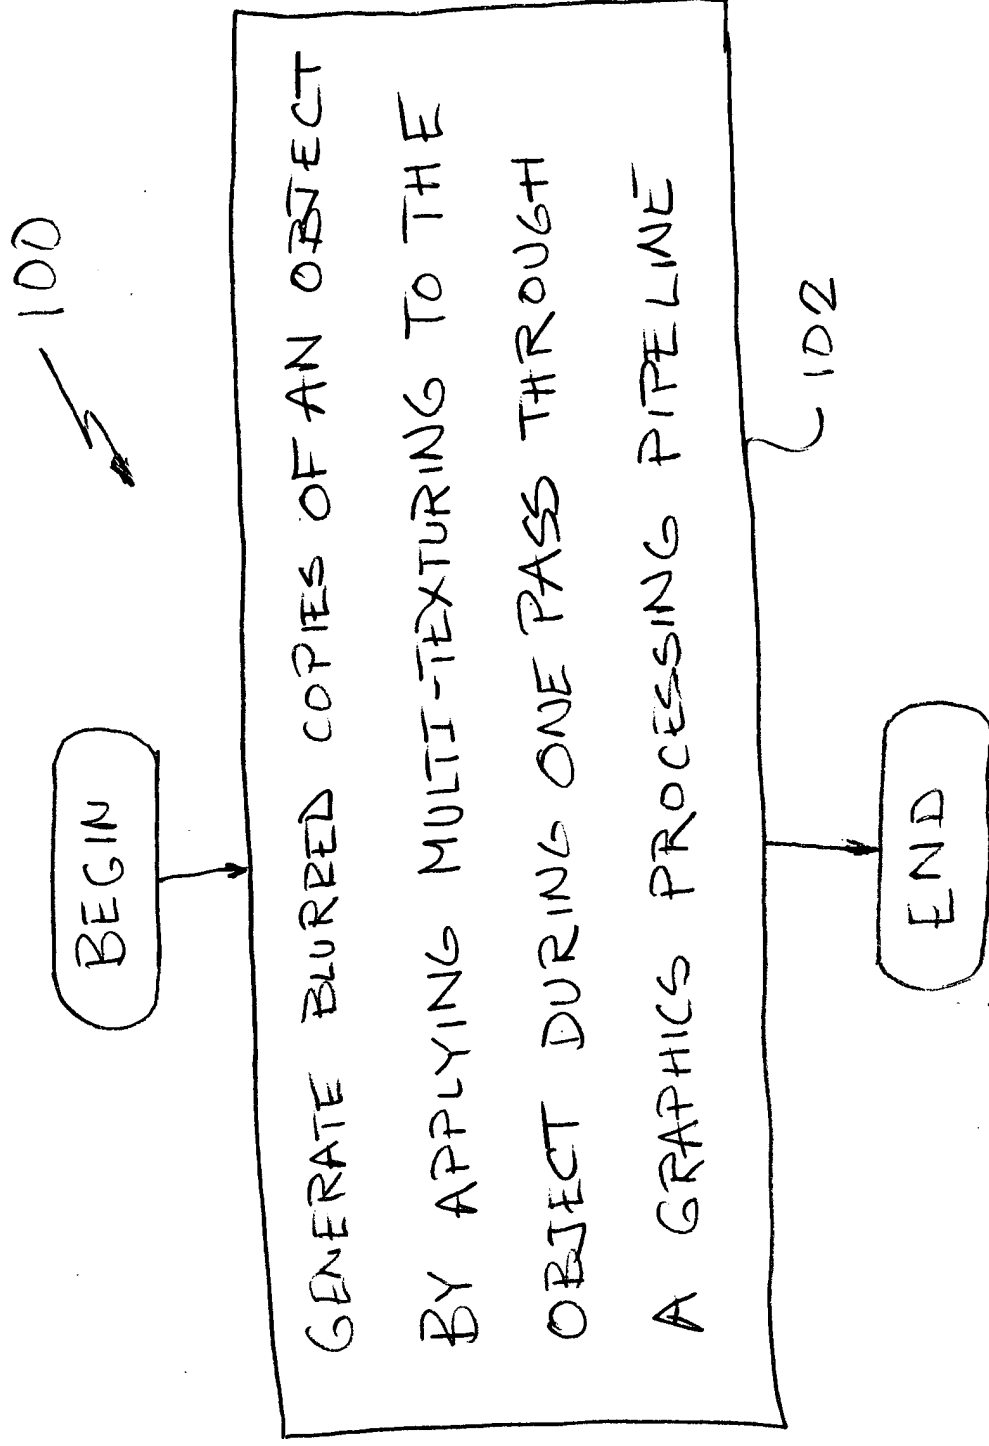 100
BEGIN
GENERATE BLURRED COPIES OF AN OBJECT
BY APPLYING MULTI-TEXTURING TO THE
OBJECT DURING ONE PASS THROUGH
A GRAPHICS PROCESSING PIPELINE
102
END